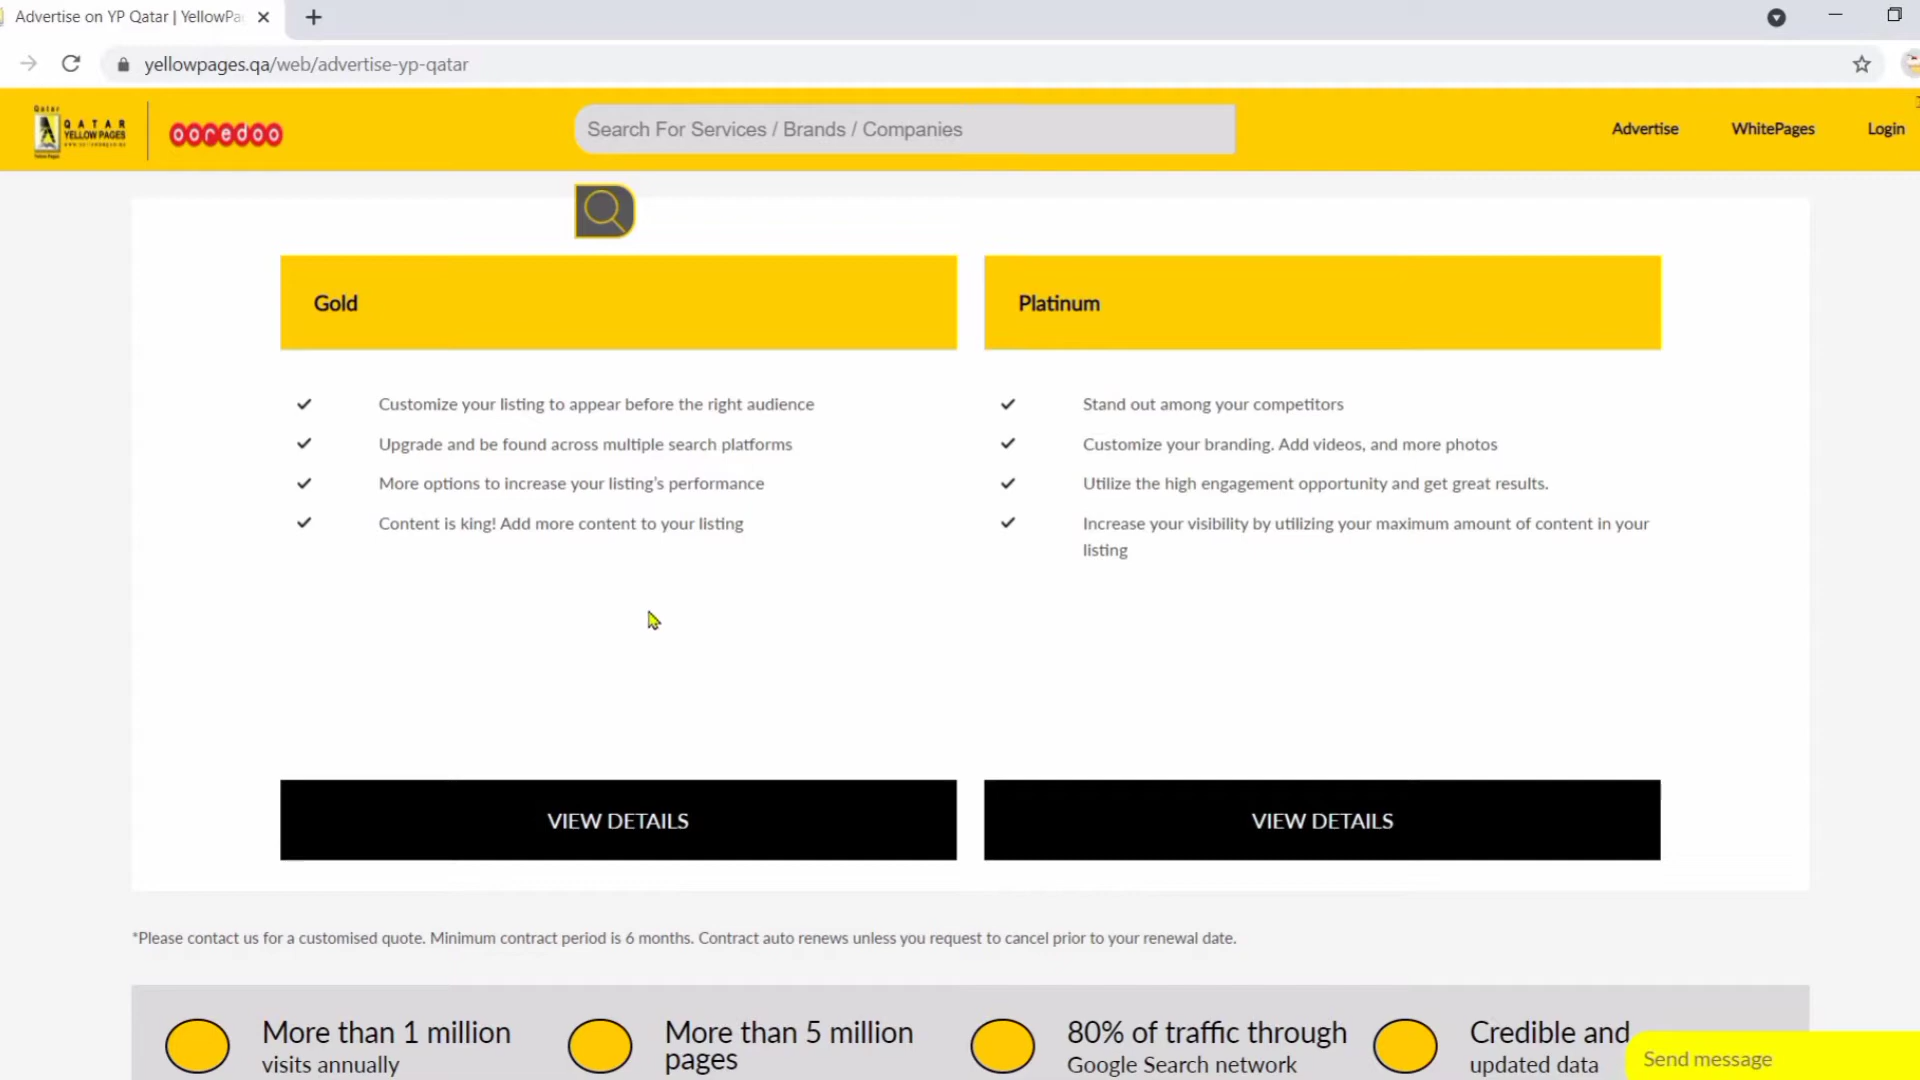 Advertise on YP Qatar | YellowPa
yellowpages.qa/web/advertise-yp-qatar
Qatar
QATAR
YELLOW PAGES
Yellow Pages
ooredoo
Search For Services / Brands / Companies
Advertise
WhitePages
Login
Gold
Customize your listing to appear before the right audience
Upgrade and be found across multiple search platforms
More options to increase your listing's performance
Content is king! Add more content to your listing
VIEW DETAILS
Platinum
Stand out among your competitors
Customize your branding. Add videos, and more photos
Utilize the high engagement opportunity and get great results.
Increase your visibility by utilizing your maximum amount of content in your
listing
VIEW DETAILS
*Please contact us for a customised quote. Minimum contract period is 6 months. Contract auto renews unless you request to cancel prior to your renewal date.
More than 1 million
visits annually
More than 5 million
pages
80% of traffic through
Google Search network
Credible and
updated data
Send message